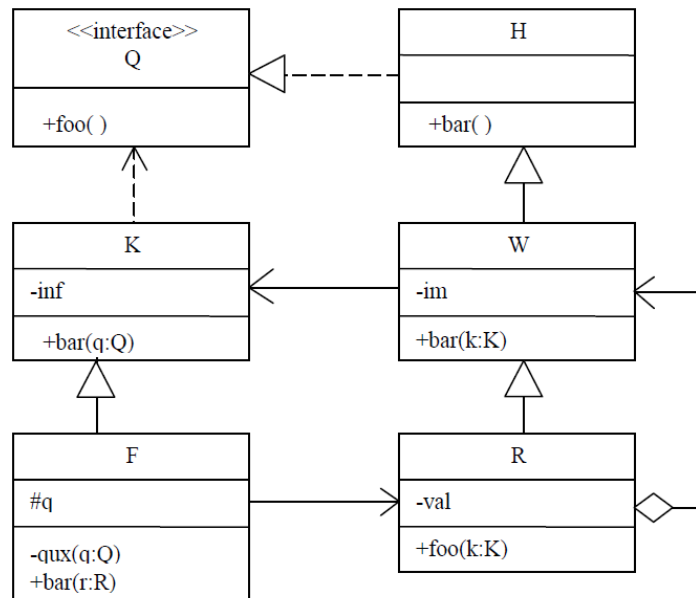 <<interface>>
Q
+foo( )
H
+bar( )
K
-inf
+bar(q:Q)
W
-im
+bar(k:K)
F
#q
-qux(q:Q)
+bar(r:R)
R
-val
+foo(k:K)